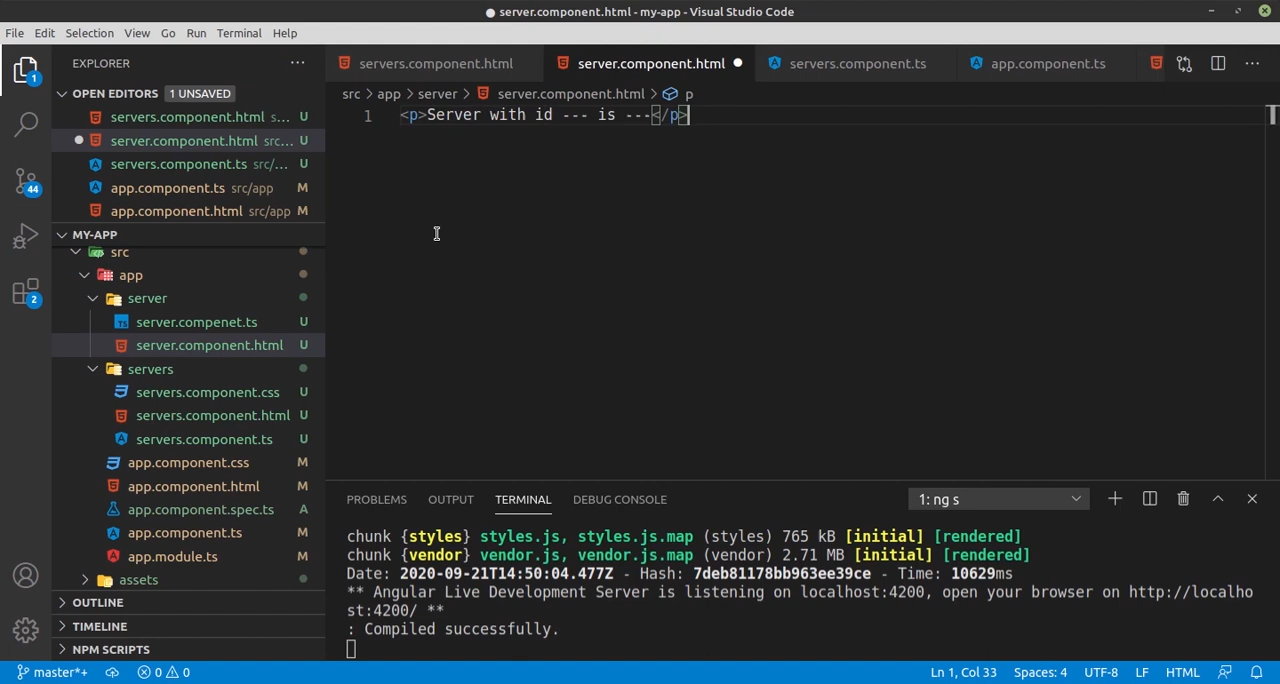 ● server.component.html - my-app - Visual Studio Code
File Edit Selection View Go Run Terminal Help
EXPLORER ···
servers.component.html
server.component.html
servers.component.ts
app.component.ts
OPEN EDITORS 1 UNSAVED
servers.component.html s... U
server.component.html src... U
servers.component.ts src/... U
app.component.ts src/app M
app.component.html src/app M
src > app > server > server.component.html > p
1 <p>Server with id --- is ---</p>
MY-APP
src
app
server
server.compenet.ts U
server.component.html U
servers
servers.component.css U
servers.component.html U
servers.component.ts U
app.component.css M
app.component.html M
app.component.spec.ts A
app.component.ts M
app.module.ts M
assets
OUTLINE
TIMELINE
NPM SCRIPTS
1
44
2
PROBLEMS OUTPUT TERMINAL DEBUG CONSOLE 1: ng s
chunk {styles} styles.js, styles.js.map (styles) 765 kB [initial] [rendered]
chunk {vendor} vendor.js, vendor.js.map (vendor) 2.71 MB [initial] [rendered]
Date: 2020-09-21T14:50:04.477Z - Hash: 7deb81178bb963ee39ce - Time: 10629ms
** Angular Live Development Server is listening on localhost:4200, open your browser on http://localho
st:4200/ **
: Compiled successfully.
master*+ 0 0 Ln 1, Col 33 Spaces: 4 UTF-8 LF HTML